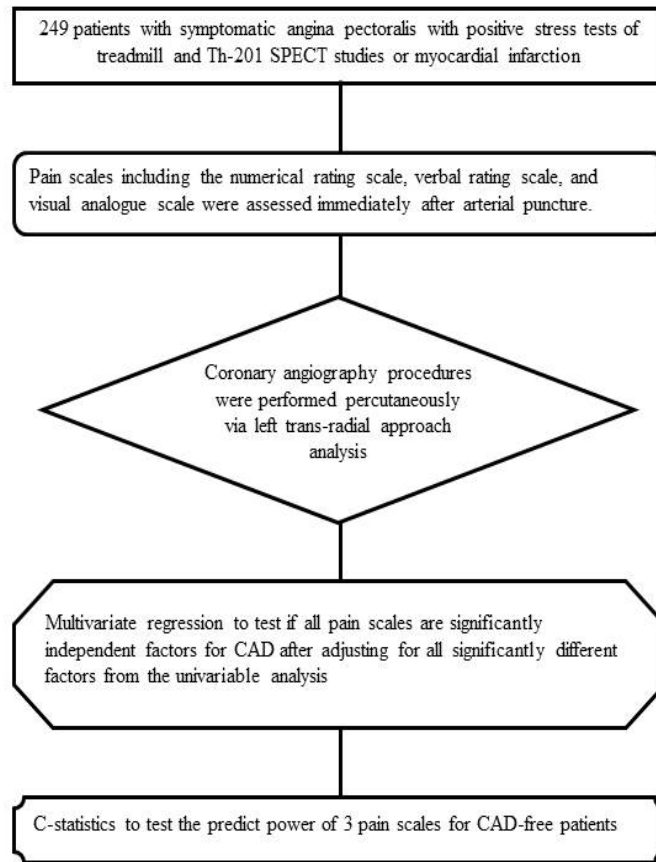 249 patients with symptomatic angina pectoralis with positive stress tests of
treadmill and Th-201 SPECT studies or myocardial infarction
Pain scales including the numerical rating scale, verbal rating scale, and
visual analogue scale were assessed immediately after arterial puncture.
Coronary angiography procedures
were performed percutaneously
via left trans-radial approach
analysis
Multivariate regression to test if all pain scales are significantly
independent factors for CAD after adjusting for all significantly different
factors from the univariable analysis
C-statistics to test the predict power of 3 pain scales for CAD-free patients